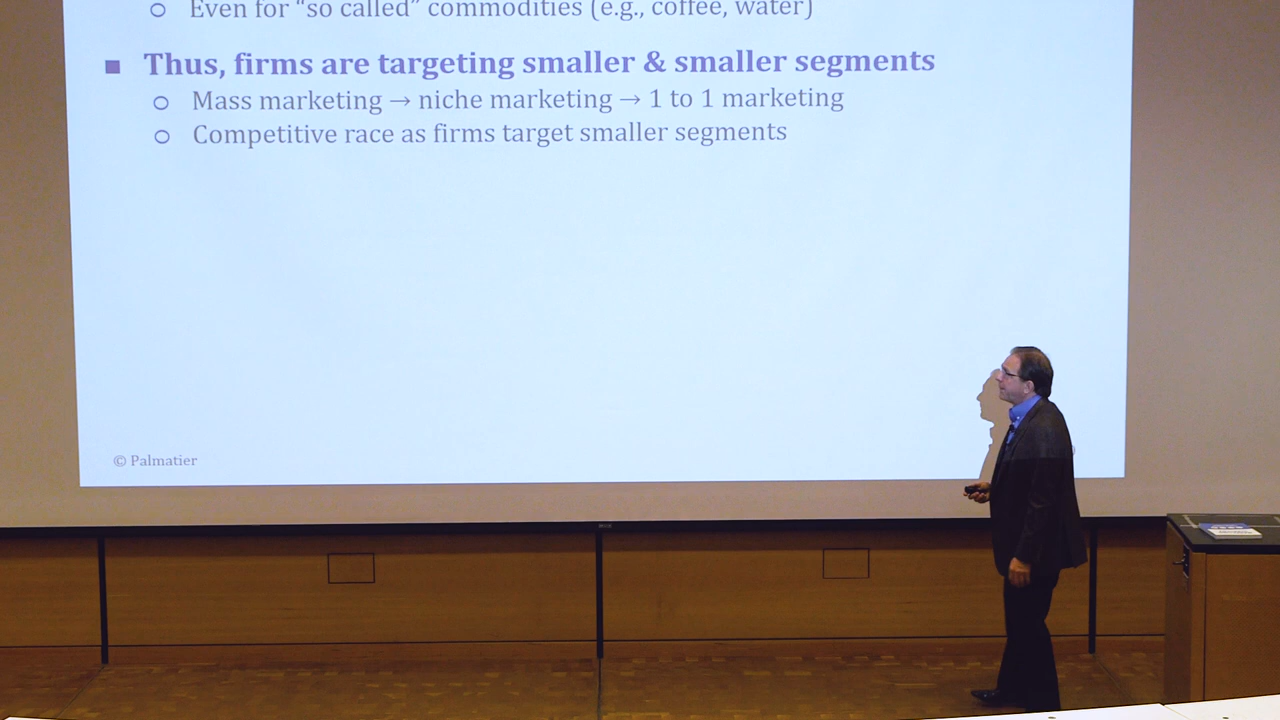 ○ Even for “so called” commodities (e.g., coffee, water)
■ Thus, firms are targeting smaller & smaller segments
○ Mass marketing → niche marketing → 1 to 1 marketing
○ Competitive race as firms target smaller segments
© Palmatier